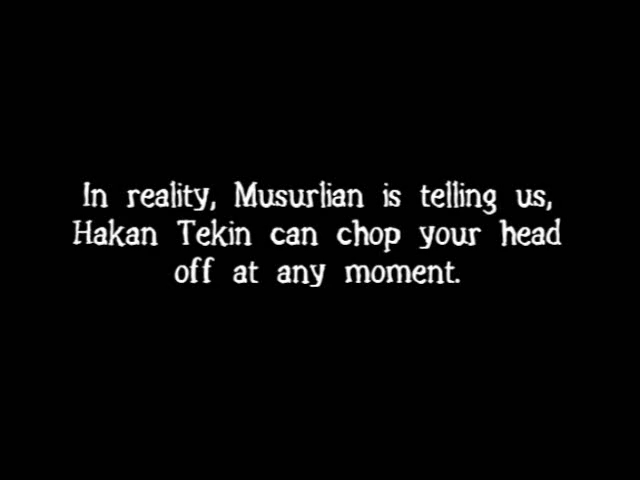 In reality, Musurlian is telling us,
Hakan Tekin can chop your head
off at any moment.